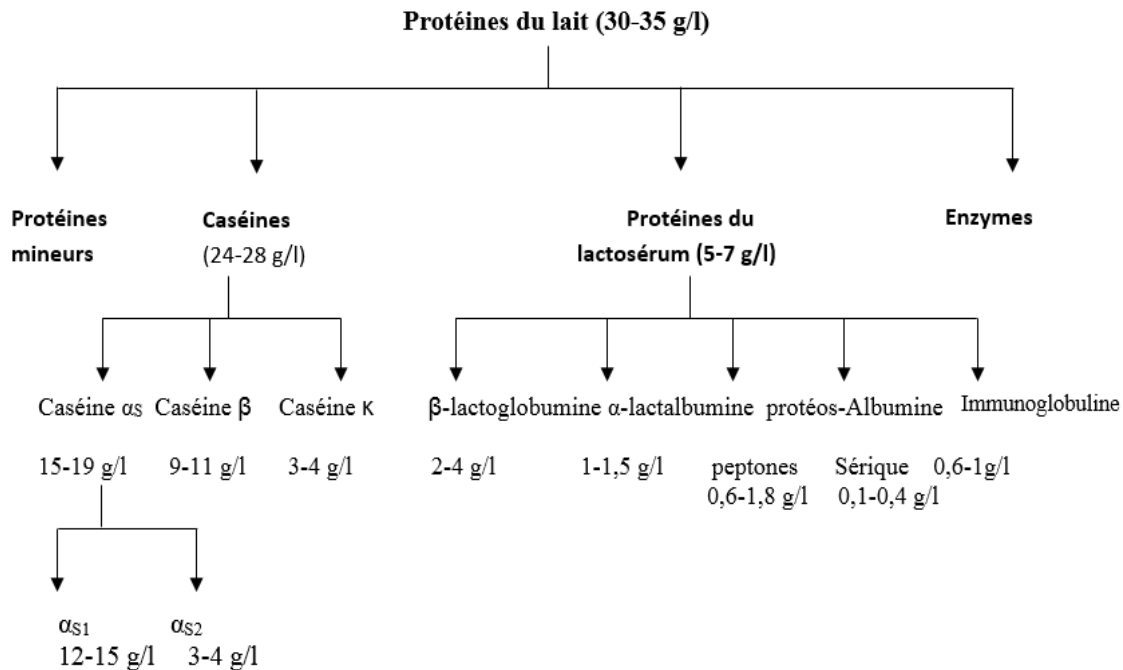 Protéines du lait (30-35 g/l)
Protéines
mineurs
Caséines
(24-28 g/l)
Protéines du
lactosérum (5-7 g/l)
Enzymes
Caséine αS Caséine β Caséine κ
β-lactoglobumine α-lactalbumine protéos-Albumine Immunoglobuline
15-19 g/l 9-11 g/l 3-4 g/l 2-4 g/l 1-1,5 g/l peptones Sérique 0,6-1g/l
0,6-1,8 g/l 0,1-0,4 g/l
αS1 αS2
12-15 g/l 3-4 g/l